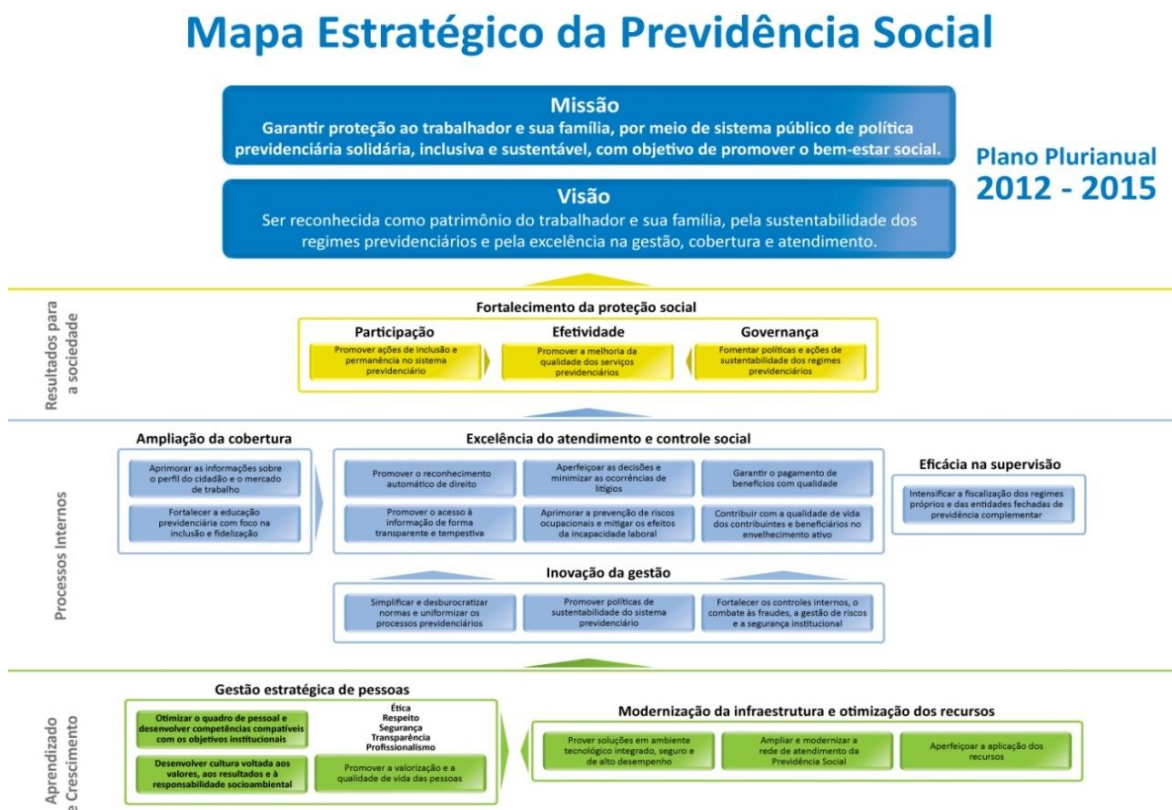 Mapa Estratégico da Previdência Social
Missão
Garantir proteção ao trabalhador e sua família, por meio de sistema público de política
previdenciária solidária, inclusiva e sustentável, com objetivo de promover o bem-estar social.
Plano Plurianual
2012 - 2015
Visão
Ser reconhecida como patrimônio do trabalhador e sua família, pela sustentabilidade dos
regimes previdenciários e pela excelência na gestão, cobertura e atendimento.
Resultados para
a sociedade
Fortalecimento da proteção social
Participação
Promover ações de inclusão e
permanência no sistema
previdenciário
Efetividade
Promover a melhoria da
qualidade dos serviços
previdenciários
Governança
Fomentar políticas e ações de
sustentabilidade dos regimes
previdenciários
Processos Internos
Ampliação da cobertura
Aprimorar as informações sobre
o perfil do cidadão e o mercado
de trabalho
Fortalecer a educação
previdenciária com foco na
inclusão e fidelização
Excelência do atendimento e controle social
Promover o reconhecimento
automático de direito
Aperfeiçoar as decisões e
minimizar as ocorrências de
litígios
Garantir o pagamento de
benefícios com qualidade
Promover o acesso à
informação de forma
transparente e tempestiva
Aprimorar a prevenção de riscos
ocupacionais e mitigar os efeitos
da incapacidade laboral
Contribuir com a qualidade de vida
dos contribuintes e beneficiários no
envelhecimento ativo
Eficácia na supervisão
Intensificar a fiscalização dos regimes
próprios e das entidades fechadas de
previdência complementar
Inovação da gestão
Simplificar e desburocratizar
normas e uniformizar os
processos previdenciários
Promover políticas de
sustentabilidade do sistema
previdenciário
Fortalecer os controles internos, o
combate às fraudes, a gestão de riscos
e a segurança institucional
Aprendizado
e Crescimento
Gestão estratégica de pessoas
Otimizar o quadro de pessoal e
desenvolver competências compatíveis
com os objetivos institucionais
Ética
Respeito
Segurança
Transparência
Profissionalismo
Desenvolver cultura voltada aos
valores, aos resultados e à
responsabilidade socioambiental
Promover a valorização e a
qualidade de vida das pessoas
Modernização da infraestrutura e otimização dos recursos
Prover soluções em ambiente
tecnológico integrado, seguro e
de alto desempenho
Ampliar e modernizar a
rede de atendimento da
Previdência Social
Aperfeiçoar a aplicação dos
recursos